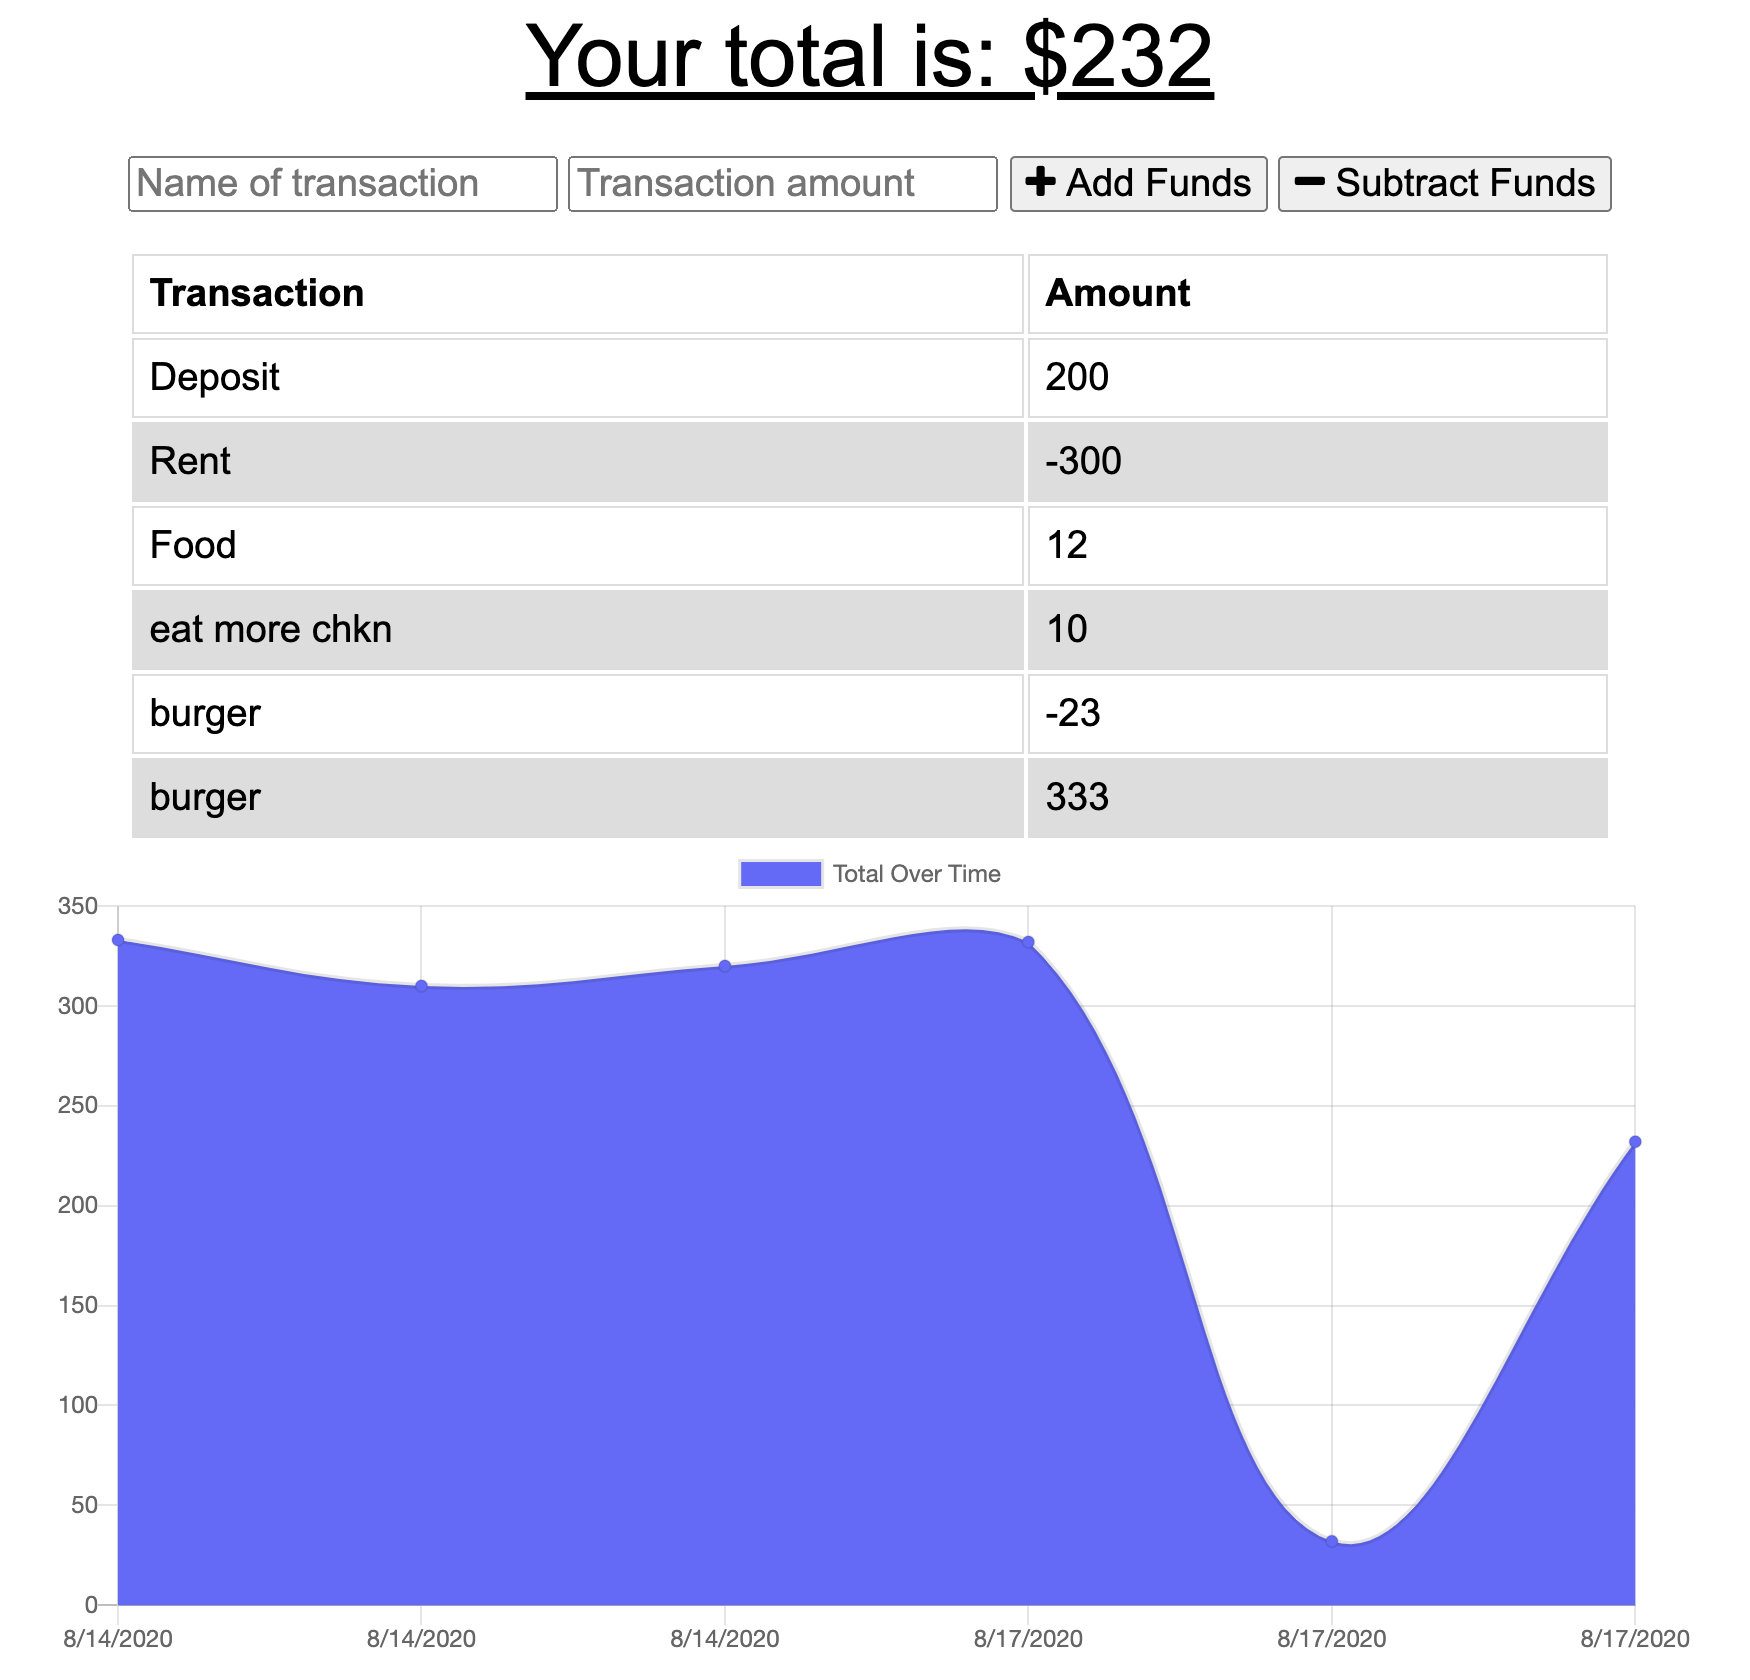 Your total is: $232
Name of transaction Transaction amount + Add Funds − Subtract Funds
Transaction Amount
Deposit 200
Rent -300
Food 12
eat more chkn 10
burger -23
burger 333
Total Over Time
350
300
250
200
150
100
50
0
8/14/2020 8/14/2020 8/14/2020 8/17/2020 8/17/2020 8/17/2020